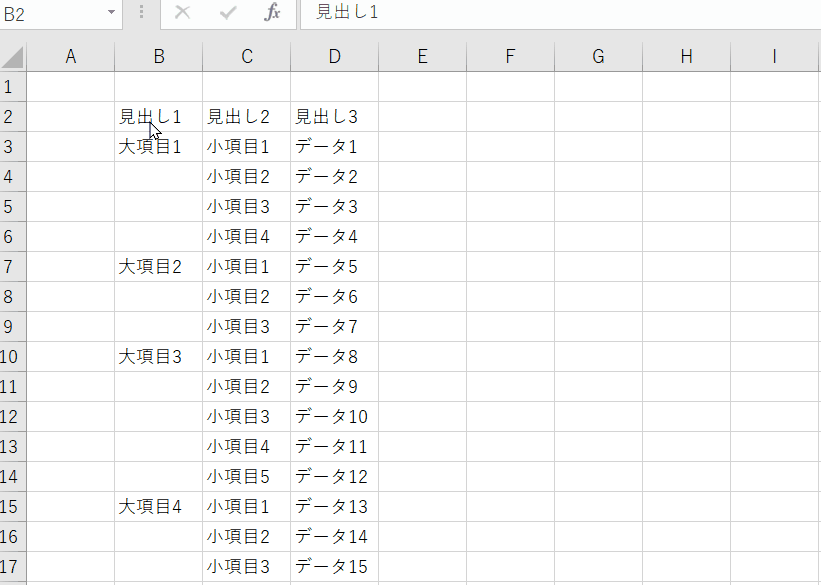 B2 fx 見出し1
A B C D E F G H I
1
2 見出し1 見出し2 見出し3
3 大項目1 小項目1 データ1
4 小項目2 データ2
5 小項目3 データ3
6 小項目4 データ4
7 大項目2 小項目1 データ5
8 小項目2 データ6
9 小項目3 データ7
10 大項目3 小項目1 データ8
11 小項目2 データ9
12 小項目3 データ10
13 小項目4 データ11
14 小項目5 データ12
15 大項目4 小項目1 データ13
16 小項目2 データ14
17 小項目3 データ15